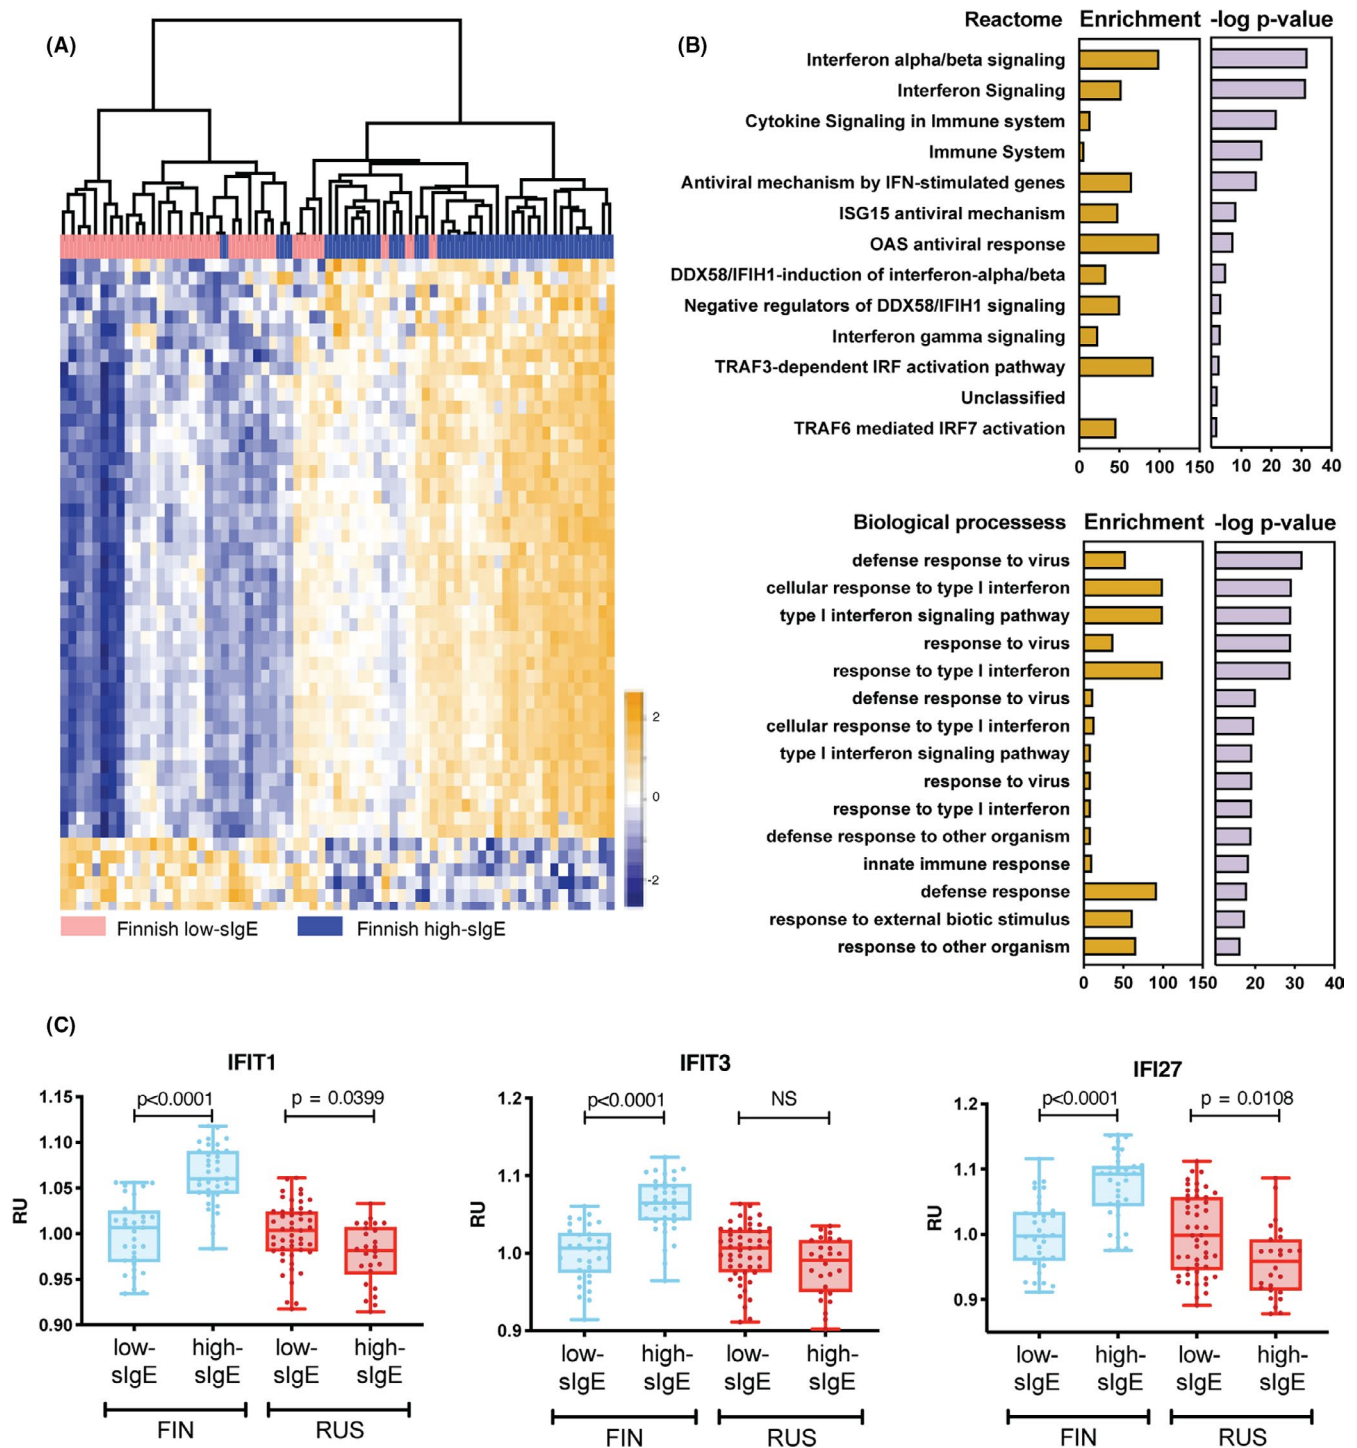 (A)
2
0
-2
Finnish low-sIgE
Finnish high-sIgE
(B)
Reactome Enrichment -log p-value
Interferon alpha/beta signaling
Interferon Signaling
Cytokine Signaling in Immune system
Immune System
Antiviral mechanism by IFN-stimulated genes
ISG15 antiviral mechanism
OAS antiviral response
DDX58/IFIH1-induction of interferon-alpha/beta
Negative regulators of DDX58/IFIH1 signaling
Interferon gamma signaling
TRAF3-dependent IRF activation pathway
Unclassified
TRAF6 mediated IRF7 activation
0 50 100 150 10 20 30 40
Biological processess Enrichment -log p-value
defense response to virus
cellular response to type I interferon
type I interferon signaling pathway
response to virus
response to type I interferon
defense response to virus
cellular response to type I interferon
type I interferon signaling pathway
response to virus
response to type I interferon
defense response to other organism
innate immune response
defense response
response to external biotic stimulus
response to other organism
0 50 100 150 20 30 40
(C)
IFIT1
RU
1.15
1.10
1.05
1.00
0.95
0.90
p<0.0001
p = 0.0399
low-sIgE
high-sIgE
low-sIgE
high-sIgE
FIN
RUS
IFIT3
RU
1.2
1.1
1.0
0.9
p<0.0001
NS
low-sIgE
high-sIgE
low-sIgE
high-sIgE
FIN
RUS
IFI27
RU
1.2
1.1
1.0
0.9
p<0.0001
p = 0.0108
low-sIgE
high-sIgE
low-sIgE
high-sIgE
FIN
RUS